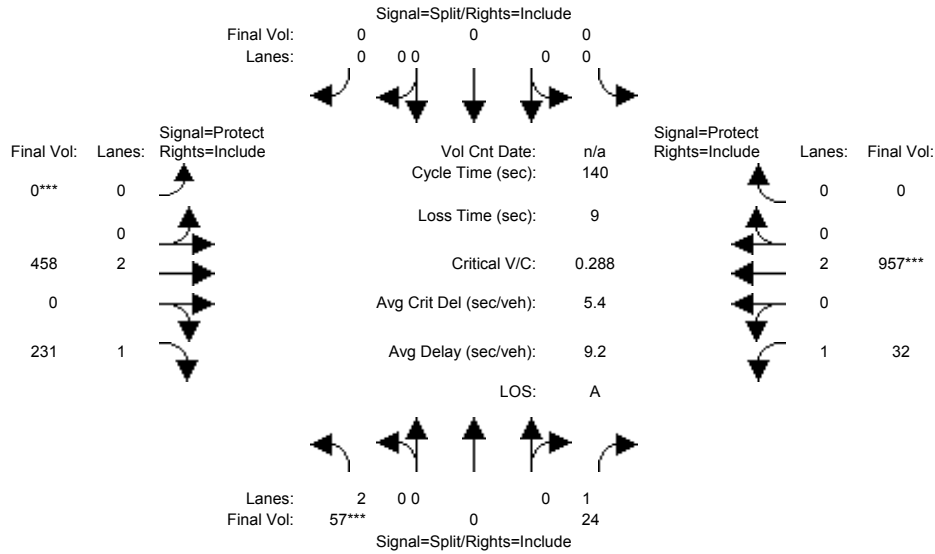 Signal=Split/Rights=Include
Final Vol: 0 0 0
Lanes: 0 0 0 0 0
Signal=Protect Signal=Protect
Final Vol: Lanes: Rights=Include Vol Cnt Date: n/a Rights=Include Lanes: Final Vol:
Cycle Time (sec): 140
0*** 0 0 0
Loss Time (sec): 9
0 0
458 2 Critical V/C: 0.288 2 957***
0 Avg Crit Del (sec/veh): 5.4 0
231 1 Avg Delay (sec/veh): 9.2 1 32
LOS: A
Lanes: 2 0 0 0 1
Final Vol: 57*** 0 24
Signal=Split/Rights=Include